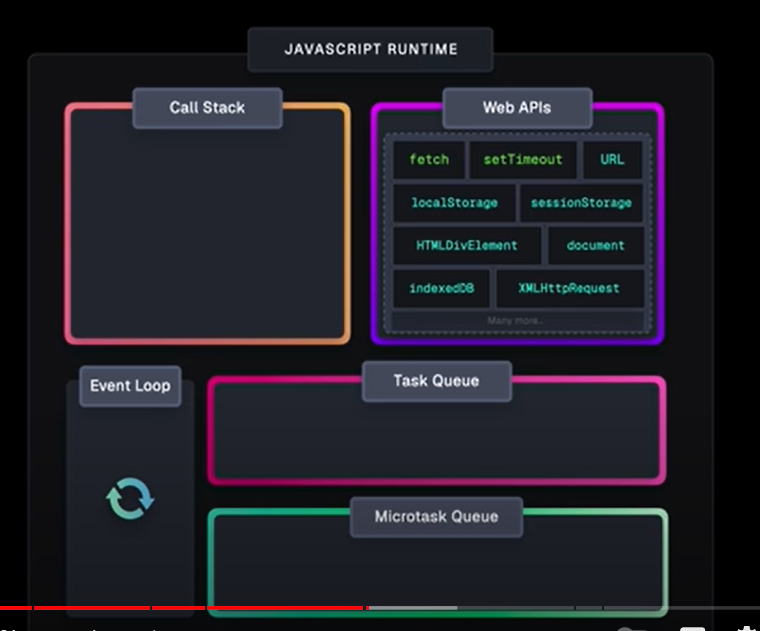 JAVASCRIPT RUNTIME
Call Stack
Web APIs
fetch
setTimeout
URL
localStorage
sessionStorage
HTMLDivElement
document
indexedDB
XMLHttpRequest
Many more..
Event Loop
Task Queue
Microtask Queue